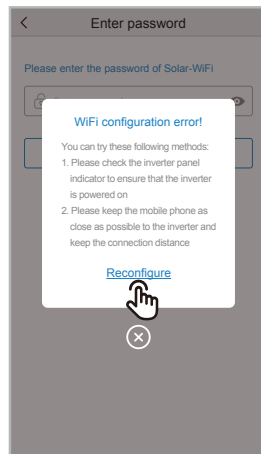 Enter password
Please enter the password of Solar-WiFi
WiFi configuration error!
You can try these following methods:
1. Please check the inverter panel
indicator to ensure that the inverter
is powered on
2. Please keep the mobile phone as
close as possible to the inverter and
keep the connection distance
Reconfigure